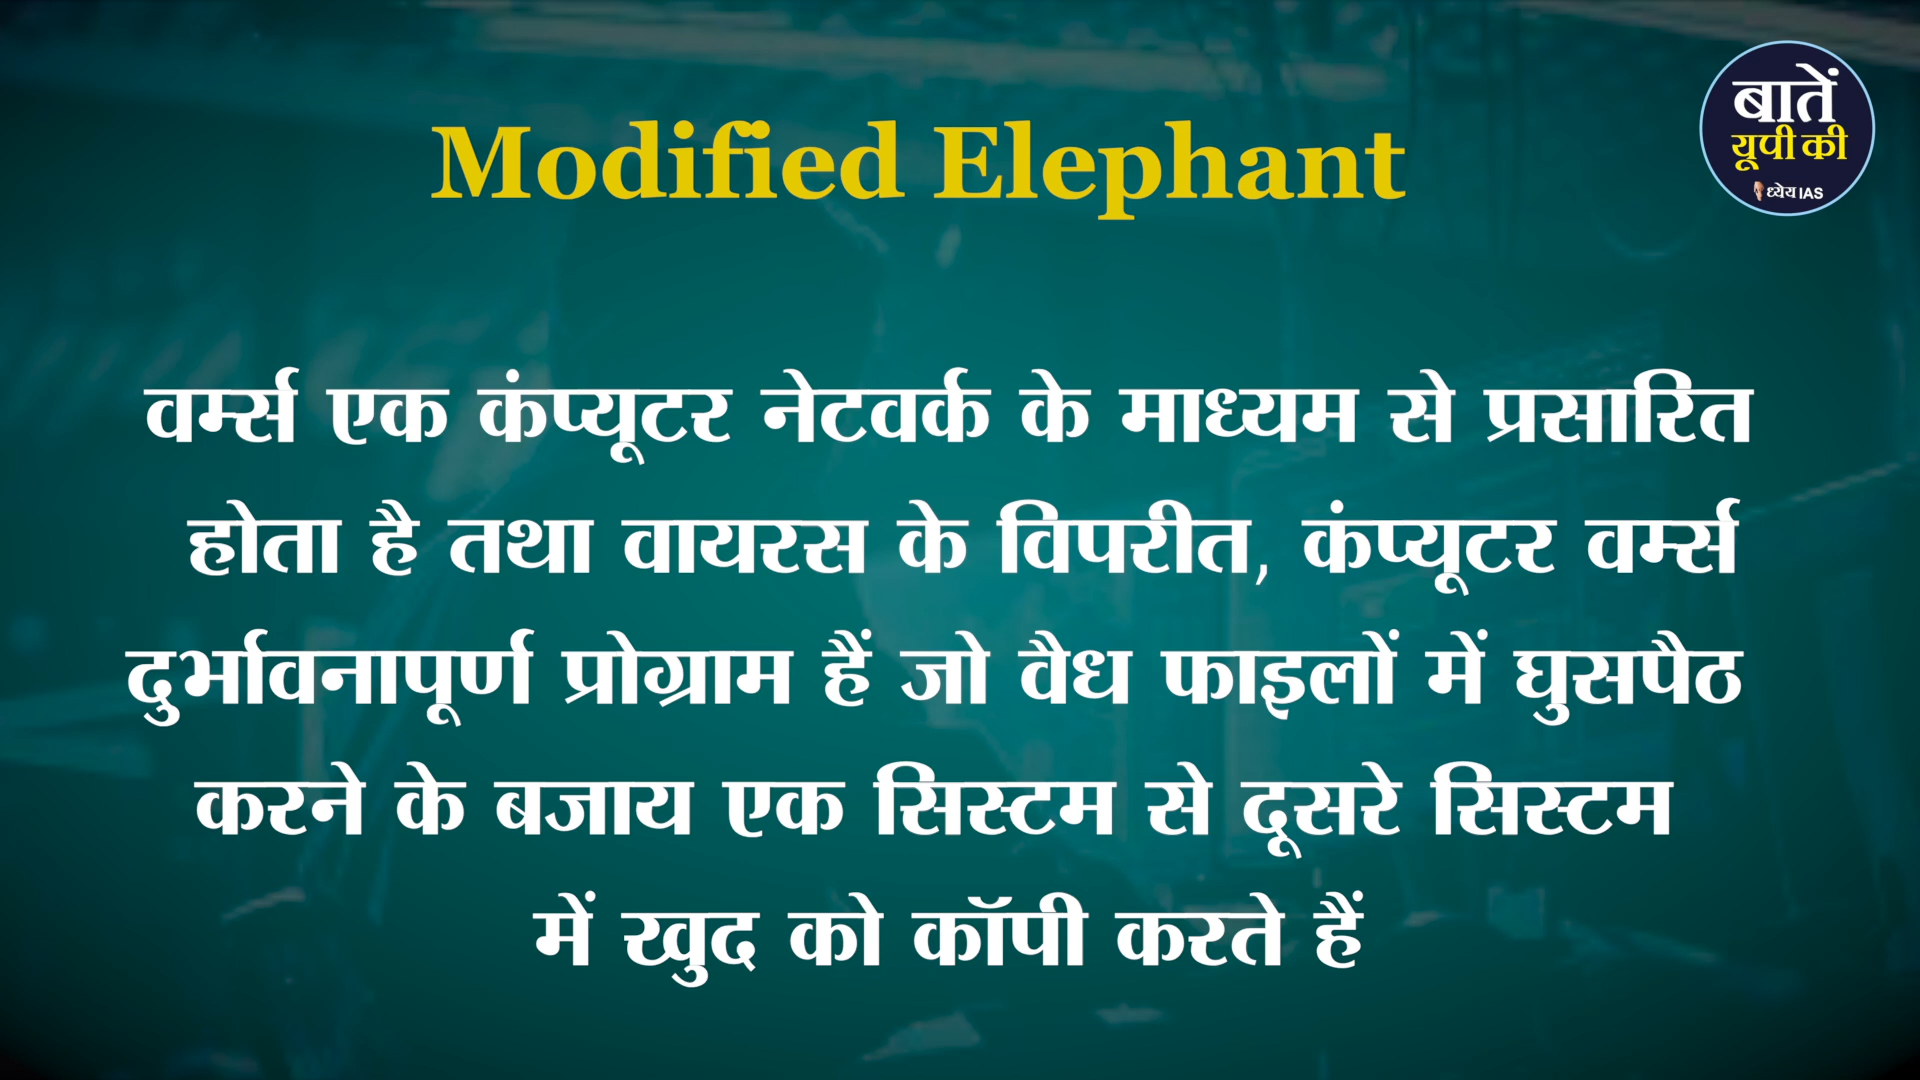 बातें
यूपी की
ध्येय IAS
Modified Elephant
वर्म्स एक कंप्यूटर नेटवर्क के माध्यम से प्रसारित
होता है तथा वायरस के विपरीत, कंप्यूटर वर्म्स
दुर्भावनापूर्ण प्रोग्राम हैं जो वैध फाइलों में घुसपैठ
करने के बजाय एक सिस्टम से दूसरे सिस्टम
में खुद को कॉपी करते हैं